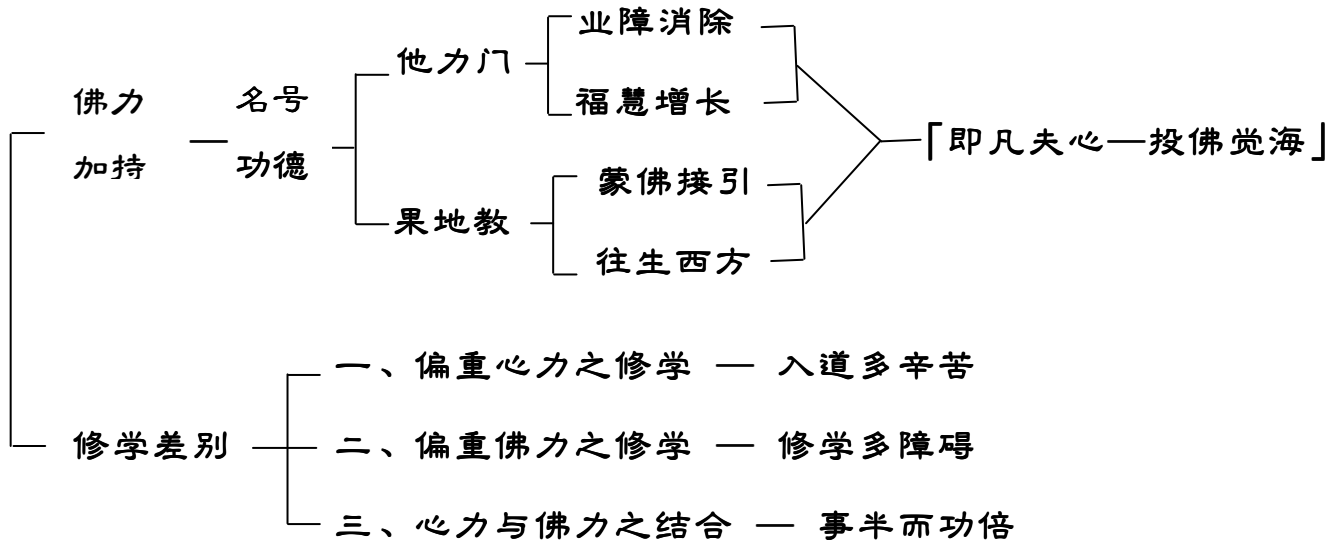 佛力
加持
名号
功德
他力门
业障消除
福慧增长
果地教
蒙佛接引
往生西方
「即凡夫心—投佛觉海」
修学差别
一、偏重心力之修学 — 入道多辛苦
二、偏重佛力之修学 — 修学多障碍
三、心力与佛力之结合 — 事半而功倍